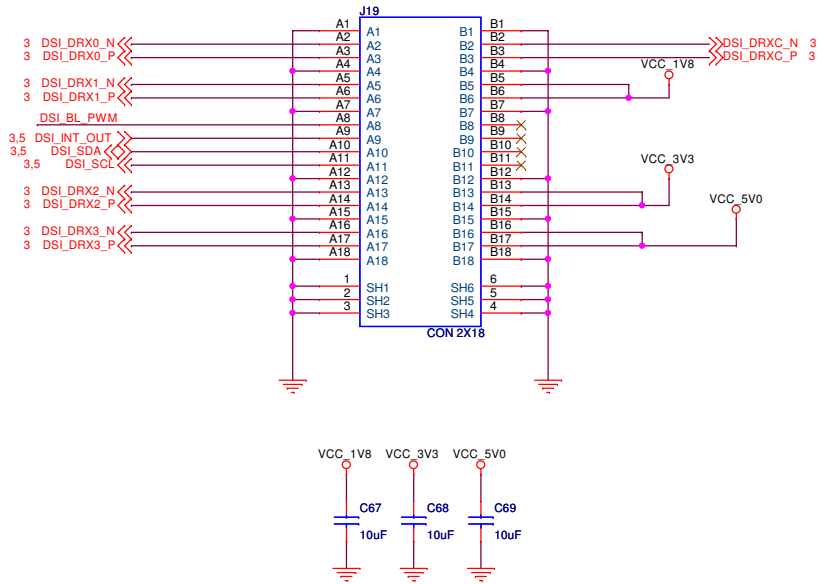 J19
A1 A1 B1 B1
3 DSI_DRX0_N A2 A2 B2 B2 DSI_DRXC_N 3
3 DSI_DRX0_P A3 A3 B3 B3 DSI_DRXC_P 3
A4 A4 B4 B4 VCC_1V8
3 DSI_DRX1_N A5 A5 B5 B5
3 DSI_DRX1_P A6 A6 B6 B6
A7 A7 B7 B7
DSI_BL_PWM A8 A8 B8 B8
3,5 DSI_INT_OUT A9 A9 B9 B9
3,5 DSI_SDA A10 A10 B10 B10
3,5 DSI_SCL A11 A11 B11 B11 VCC_3V3
A12 A12 B12 B12
3 DSI_DRX2_N A13 A13 B13 B13
3 DSI_DRX2_P A14 A14 B14 B14 VCC_5V0
A15 A15 B15 B15
3 DSI_DRX3_N A16 A16 B16 B16
3 DSI_DRX3_P A17 A17 B17 B17
A18 A18 B18 B18
1 SH1 SH6 6
2 SH2 SH5 5
3 SH3 SH4 4
CON 2X18
VCC_1V8 VCC_3V3 VCC_5V0
C67 C68 C69
10uF 10uF 10uF